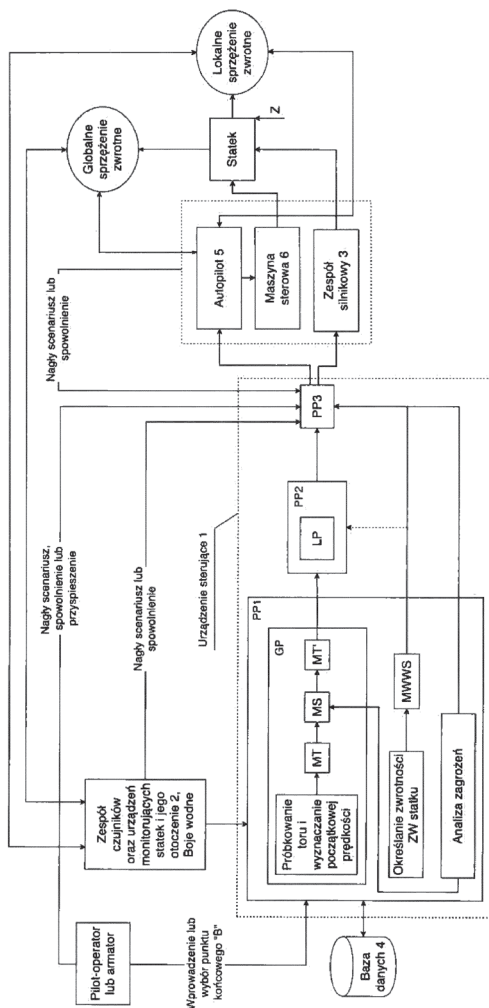 Pilot-operator
lub armator
Wprowadzenie lub
wybór punktu
końcowego "B"
Baza
danych 4
Zespół
czujników
oraz urządzeń
monitorujących
statek i jego
otoczenie 2,
Boje wodne
Nagły scenariusz,
spowolnienie lub
przyspieszenie
Nagły scenariusz lub
spowolnienie
Nagły scenariusz lub
spowolnienie
Urządzenie sterujące 1
PP1
GP
Próbkowanie
toru i
wyznaczanie
początkowej
prędkości
MT
MS
MT'
Określanie zwrotności
ZW statku
MWWS
Analiza zagrożeń
PP2
LP
PP3
Autopilot 5
Maszyna
sterowa 6
Zespół
silnikowy 3
Globalne
sprzężenie
zwrotne
Statek
Z
Lokalne
sprzężenie
zwrotne